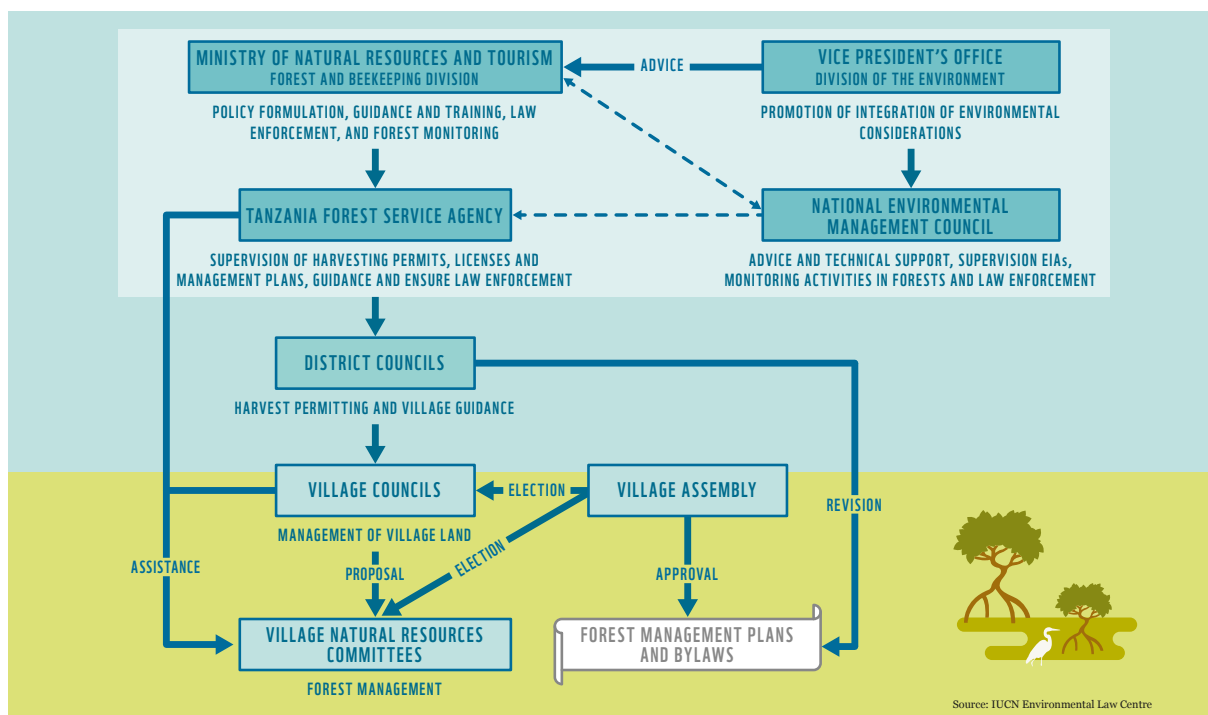 MINISTRY OF NATURAL RESOURCES AND TOURISM
FOREST AND BEEKEEPING DIVISION
ADVICE
VICE PRESIDENT'S OFFICE
DIVISION OF THE ENVIRONMENT
POLICY FORMULATION, GUIDANCE AND TRAINING, LAW
ENFORCEMENT, AND FOREST MONITORING
PROMOTION OF INTEGRATION OF ENVIRONMENTAL
CONSIDERATIONS
TANZANIA FOREST SERVICE AGENCY
NATIONAL ENVIRONMENTAL
MANAGEMENT COUNCIL
SUPERVISION OF HARVESTING PERMITS, LICENSES AND
MANAGEMENT PLANS, GUIDANCE AND ENSURE LAW ENFORCEMENT
ADVICE AND TECHNICAL SUPPORT, SUPERVISION EIAs,
MONITORING ACTIVITIES IN FORESTS AND LAW ENFORCEMENT
DISTRICT COUNCILS
HARVEST PERMITTING AND VILLAGE GUIDANCE
VILLAGE COUNCILS
ELECTION
VILLAGE ASSEMBLY
REVISION
MANAGEMENT OF VILLAGE LAND
ELECTION
ASSISTANCE
PROPOSAL
APPROVAL
VILLAGE NATURAL RESOURCES
COMMITTEES
FOREST MANAGEMENT PLANS
AND BYLAWS
FOREST MANAGEMENT
Source: IUCN Environmental Law Centre